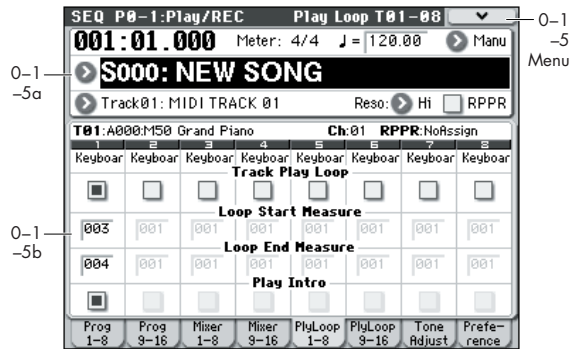 SEQ P0-1:Play/REC Play Loop T01-08
0–1
–5
Menu
001:01.000 Meter: 4/4 ♩= 120.00 Manu
0–1
–5a
S000: NEW SONG
Track01: MIDI TRACK 01 Reso: Hi RPPR
T01:A000:M50 Grand Piano Ch:01 RPPR:NoAssign
1 2 3 4 5 6 7 8
Keyboar Keyboar Keyboar Keyboar Keyboar Keyboar Keyboar Keyboar
Track Play Loop
Loop Start Measure
0–1
–5b
003 001 001 001 001 001 001 001
Loop End Measure
004 001 001 001 001 001 001 001
Play Intro
Prog 1-8 Prog 9-16 Mixer 1-8 Mixer 9-16 PlyLoop 1-8 PlyLoop 9-16 Tone Adjust Prefe-rence